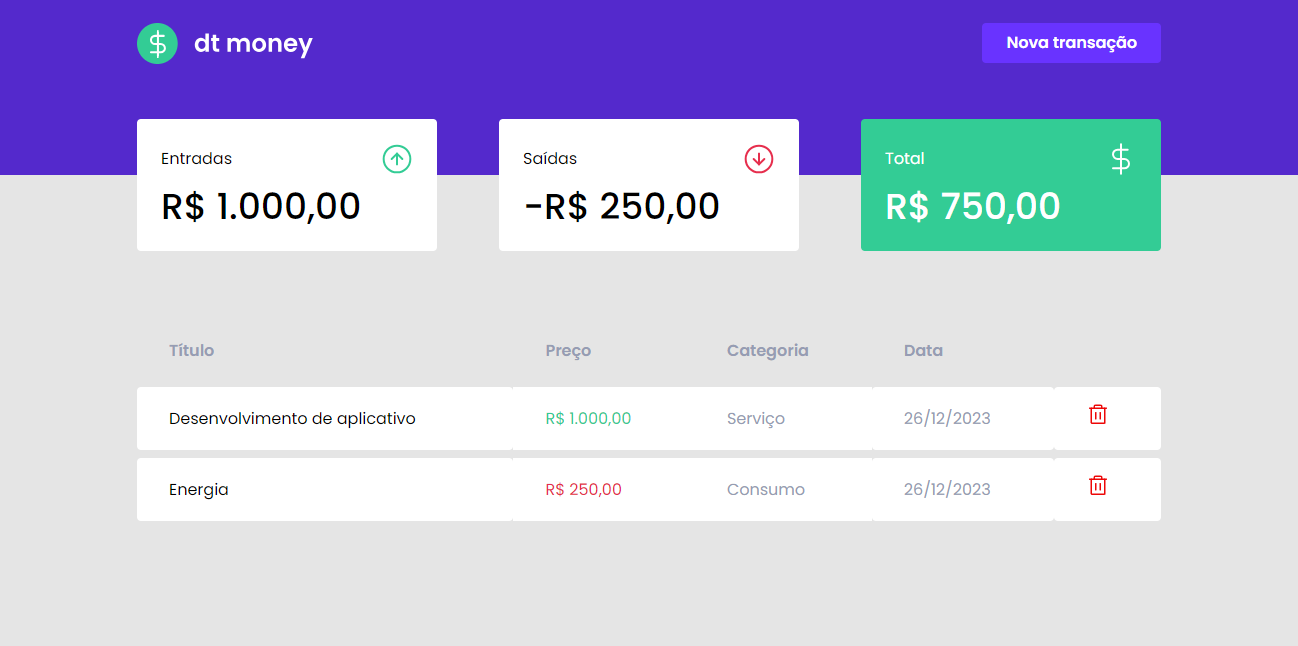 $ dt money
Nova transação
Entradas
R$ 1.000,00
Saídas
-R$ 250,00
Total $
R$ 750,00
Título Preço Categoria Data
Desenvolvimento de aplicativo R$ 1.000,00 Serviço 26/12/2023
Energia R$ 250,00 Consumo 26/12/2023